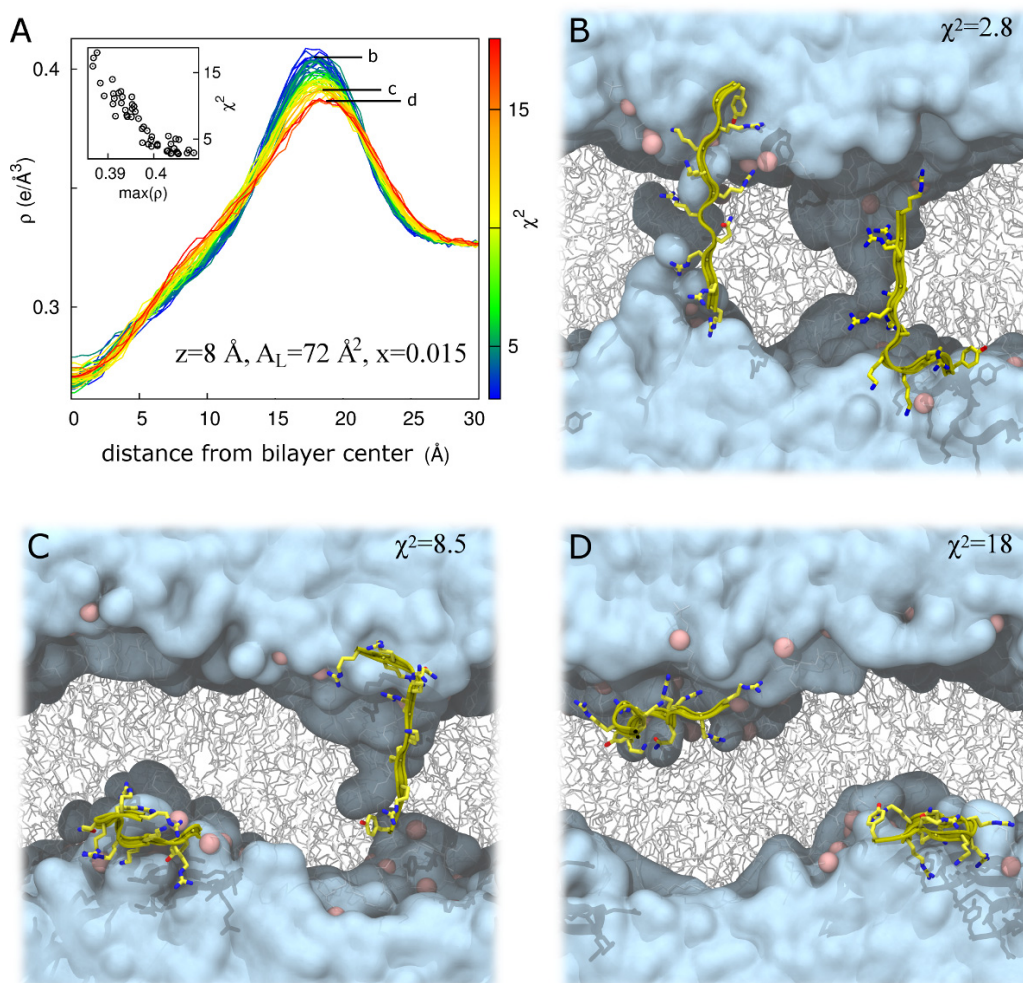 A
0.4
0.3
ρ (e/Å³)
15
5
χ²
0.39
0.4
max(ρ)
b
c
d
z=8 Å, A_L=72 Å², x=0.015
0
5
10
15
20
25
30
distance from bilayer center (Å)
15
5
χ²
B
χ²=2.8
C
χ²=8.5
D
χ²=18